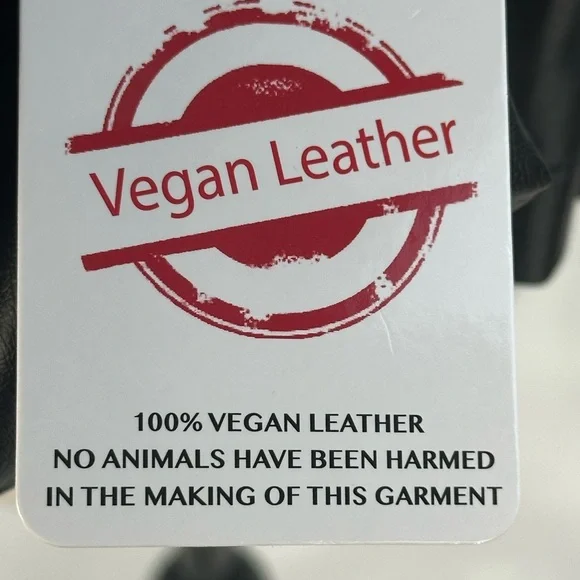 Vegan Leather
100% VEGAN LEATHER
NO ANIMALS HAVE BEEN HARMED
IN THE MAKING OF THIS GARMENT